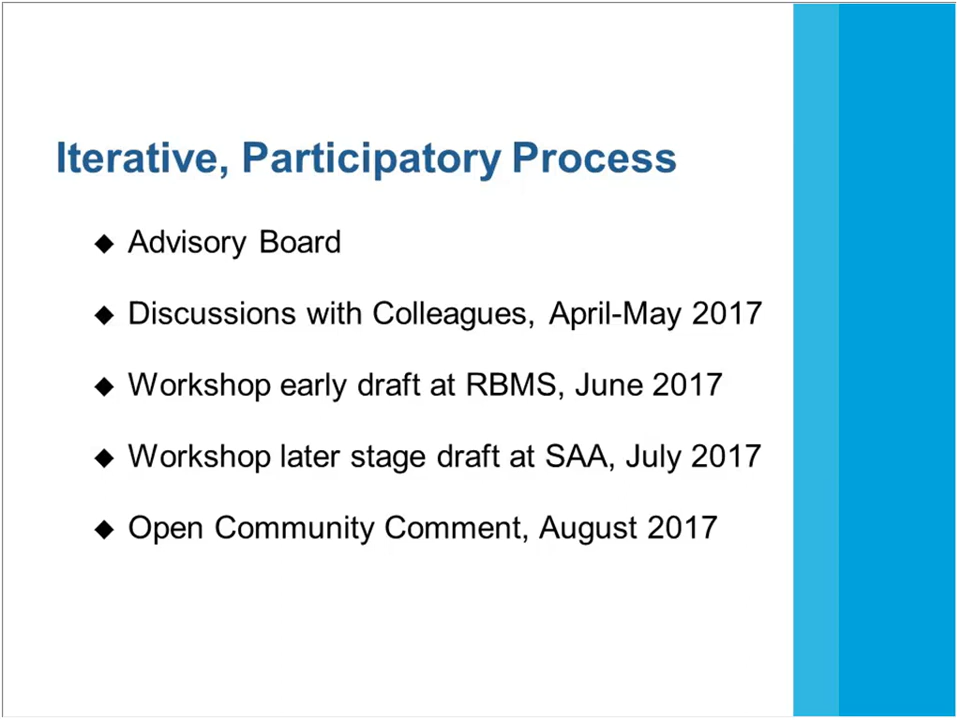 Iterative, Participatory Process
Advisory Board
Discussions with Colleagues, April-May 2017
Workshop early draft at RBMS, June 2017
Workshop later stage draft at SAA, July 2017
Open Community Comment, August 2017